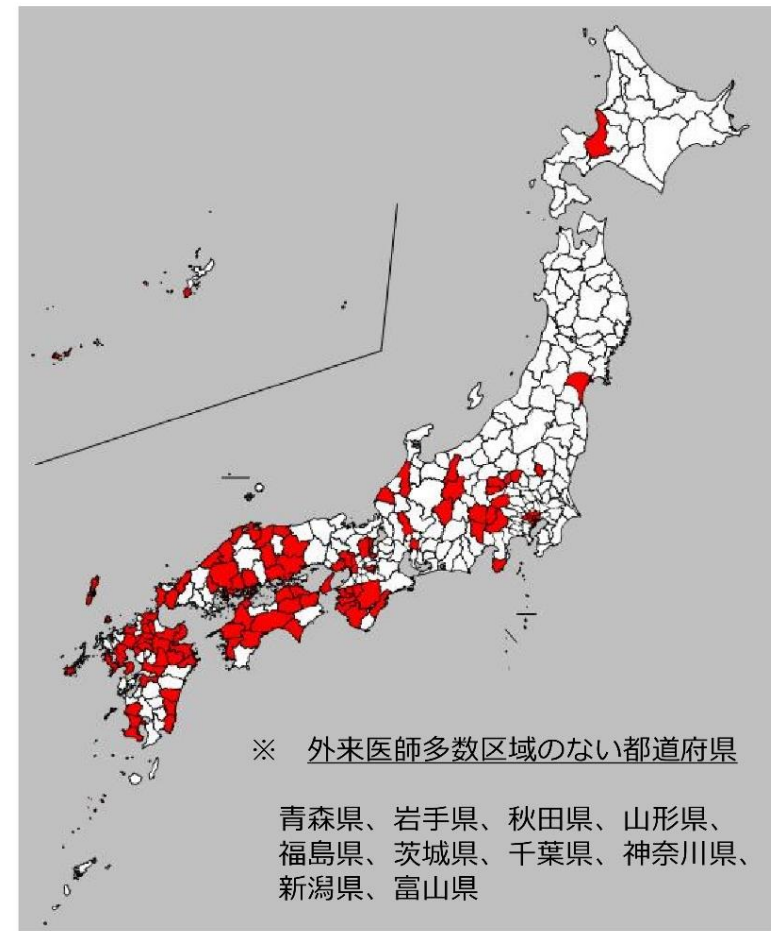 ※　外来医師多数区域のない都道府県
青森県、岩手県、秋田県、山形県、
福島県、茨城県、千葉県、神奈川県、
新潟県、富山県